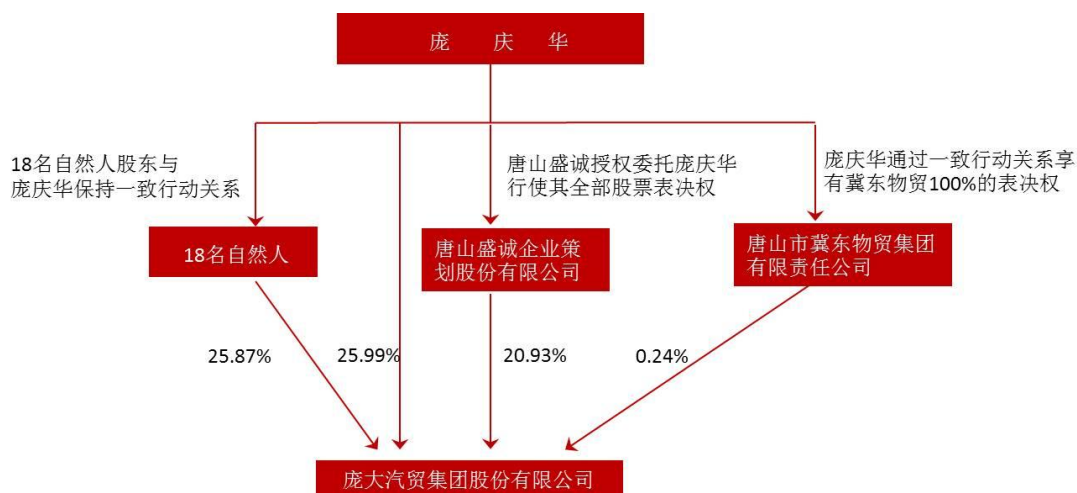 庞 庆 华
18名自然人股东与
庞庆华保持一致行动关系
唐山盛诚授权委托庞庆华
行使其全部股票表决权
庞庆华通过一致行动关系享
有冀东物贸100%的表决权
18名自然人
唐山盛诚企业策
划股份有限公司
唐山市冀东物贸集团
有限责任公司
25.87%
25.99%
20.93%
0.24%
庞大汽贸集团股份有限公司